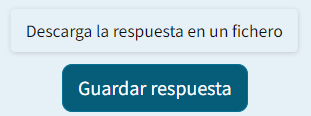 Descarga la respuesta en un fichero
Guardar respuesta